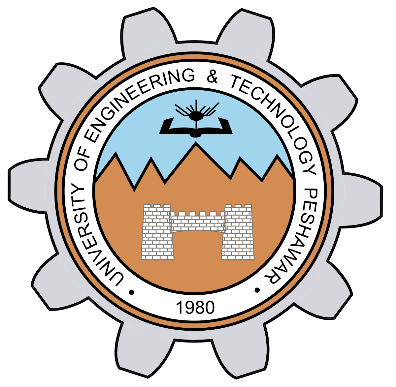 • UNIVERSITY OF ENGINEERING & TECHNOLOGY PESHAWAR •
1980